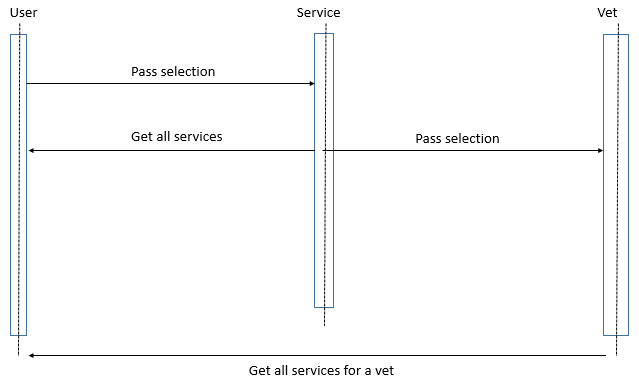 User
Service
Vet
Pass selection
Get all services
Pass selection
Get all services for a vet